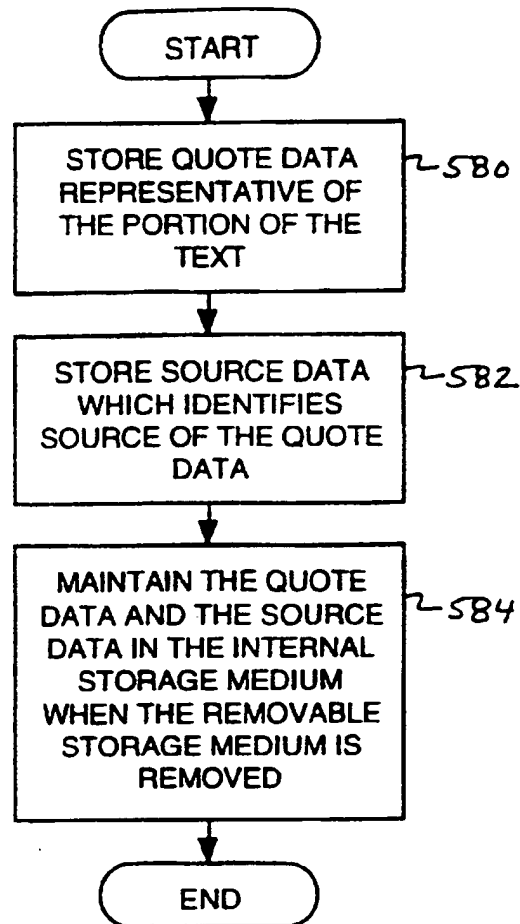 START
STORE QUOTE DATA
REPRESENTATIVE OF
THE PORTION OF THE
TEXT
580
STORE SOURCE DATA
WHICH IDENTIFIES
SOURCE OF THE QUOTE
DATA
582
MAINTAIN THE QUOTE
DATA AND THE SOURCE
DATA IN THE INTERNAL
STORAGE MEDIUM
WHEN THE REMOVABLE
STORAGE MEDIUM IS
REMOVED
584
END